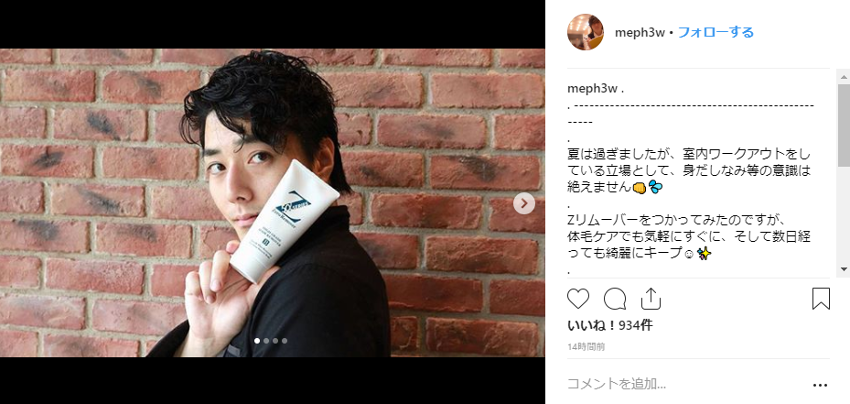 meph3w • フォローする
meph3w .
. ------------------------------------------------
-----
.
夏は過ぎましたが、室内ワークアウトをし
ている立場として、身だしなみ等の意識は
絶えません👊💦
.
Zリムーバーをつかってみたのですが、
体毛ケアでも気軽にすぐに、そして数日経
っても綺麗にキープ☺✨
.
いいね！934件
14時間前
コメントを追加...
Z